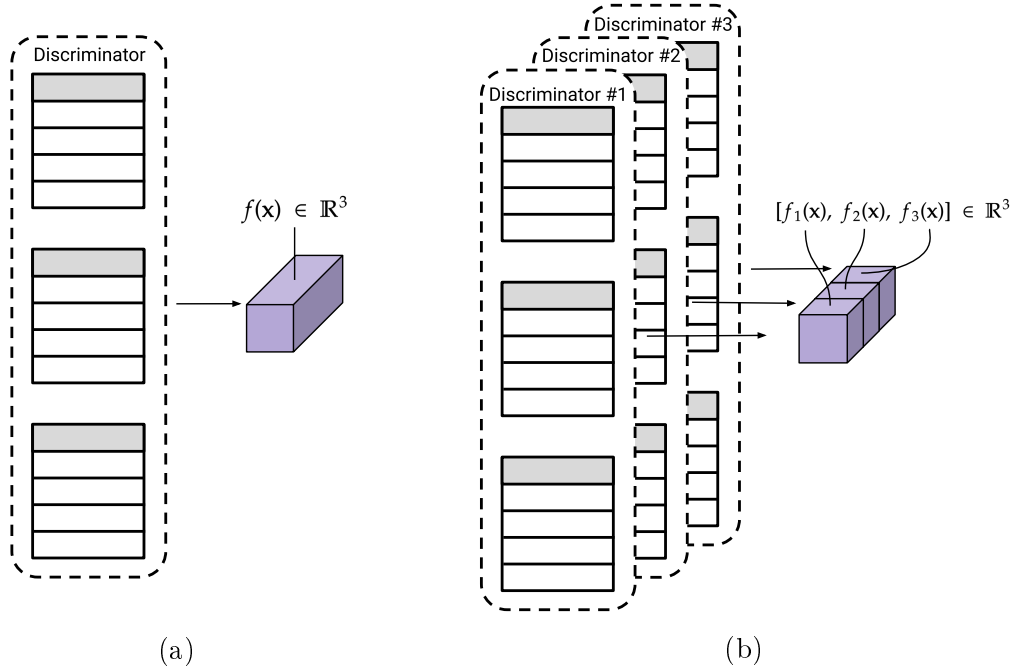 Discriminator
f(x) ∈ ℝ³
(a)
Discriminator #3
Discriminator #2
Discriminator #1
[f₁(x), f₂(x), f₃(x)] ∈ ℝ³
(b)